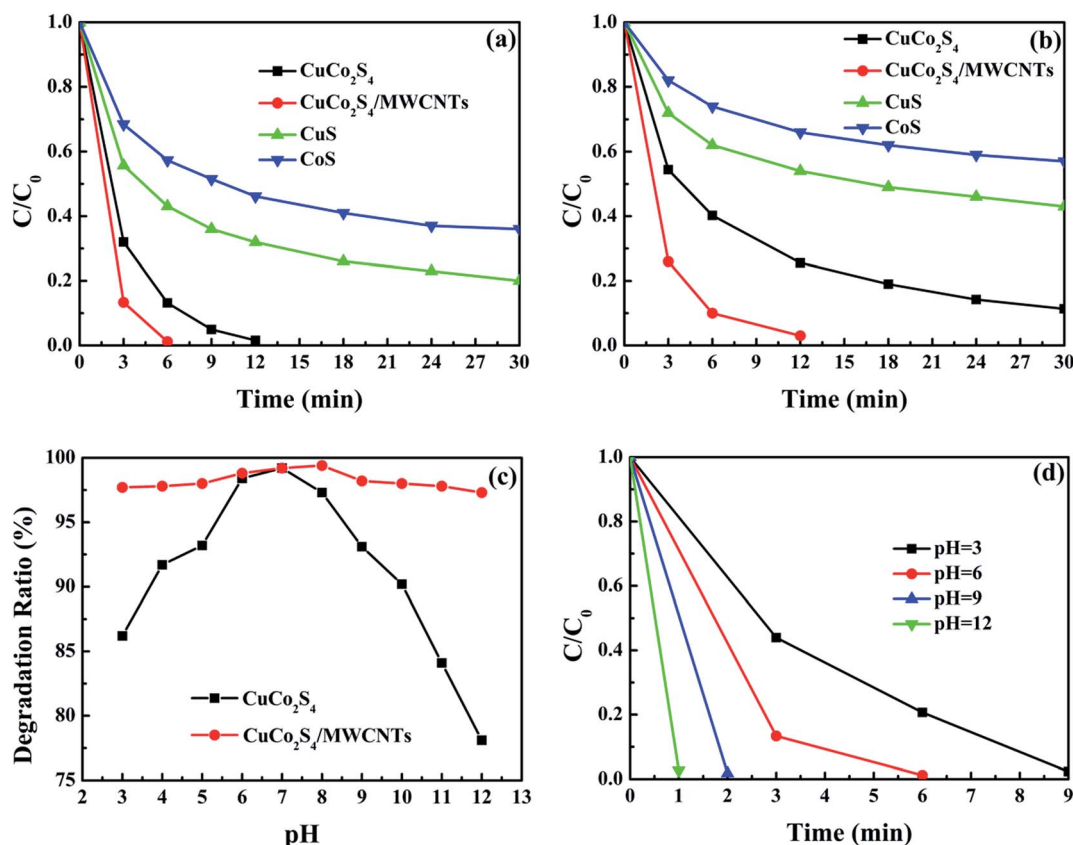 (a)
1.0
0.8
0.6
0.4
0.2
0.0
C/C₀
CuCo₂S₄
CuCo₂S₄/MWCNTs
CuS
CoS
0 3 6 9 12 15 18 21 24 27 30
Time (min)
(b)
1.0
0.8
0.6
0.4
0.2
0.0
C/C₀
CuCo₂S₄
CuCo₂S₄/MWCNTs
CuS
CoS
0 3 6 9 12 15 18 21 24 27 30
Time (min)
(c)
100
95
90
85
80
75
Degradation Ratio (%)
CuCo₂S₄
CuCo₂S₄/MWCNTs
2 3 4 5 6 7 8 9 10 11 12 13
pH
(d)
1.0
0.8
0.6
0.4
0.2
0.0
C/C₀
pH=3
pH=6
pH=9
pH=12
0 1 2 3 4 5 6 7 8 9
Time (min)